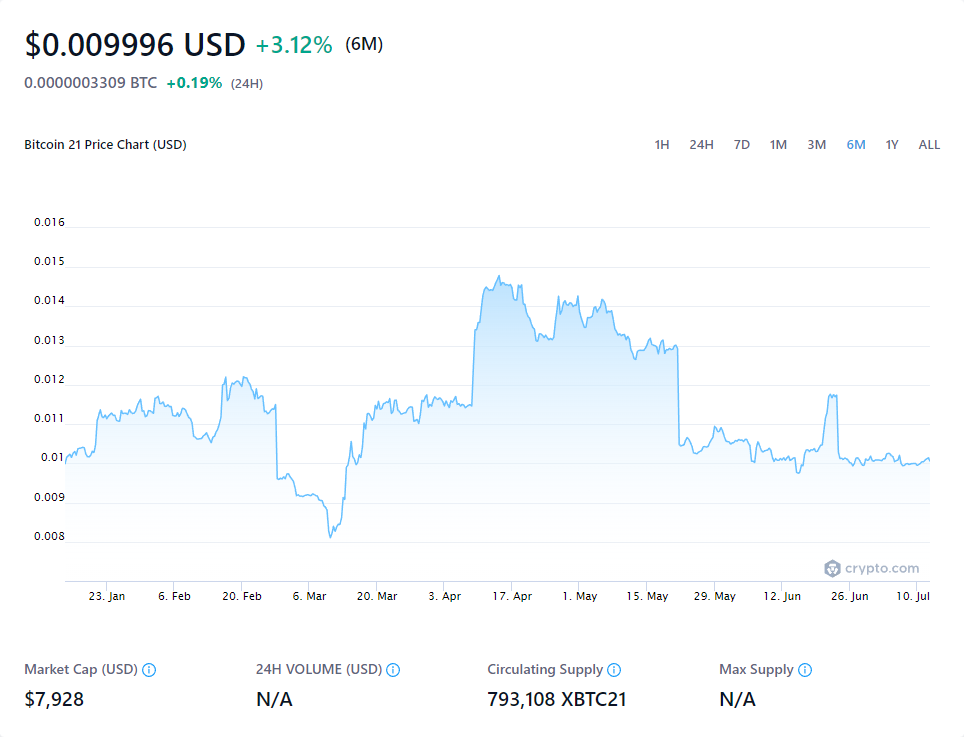 $0.009996 USD +3.12% (6M)
0.0000003309 BTC +0.19% (24H)
Bitcoin 21 Price Chart (USD) 1H 24H 7D 1M 3M 6M 1Y ALL
0.016
0.015
0.014
0.013
0.012
0.011
0.01
0.009
0.008
crypto.com
23. Jan 6. Feb 20. Feb 6. Mar 20. Mar 3. Apr 17. Apr 1. May 15. May 29. May 12. Jun 26. Jun 10. Jul
Market Cap (USD) 24H VOLUME (USD) Circulating Supply Max Supply
$7,928 N/A 793,108 XBTC21 N/A